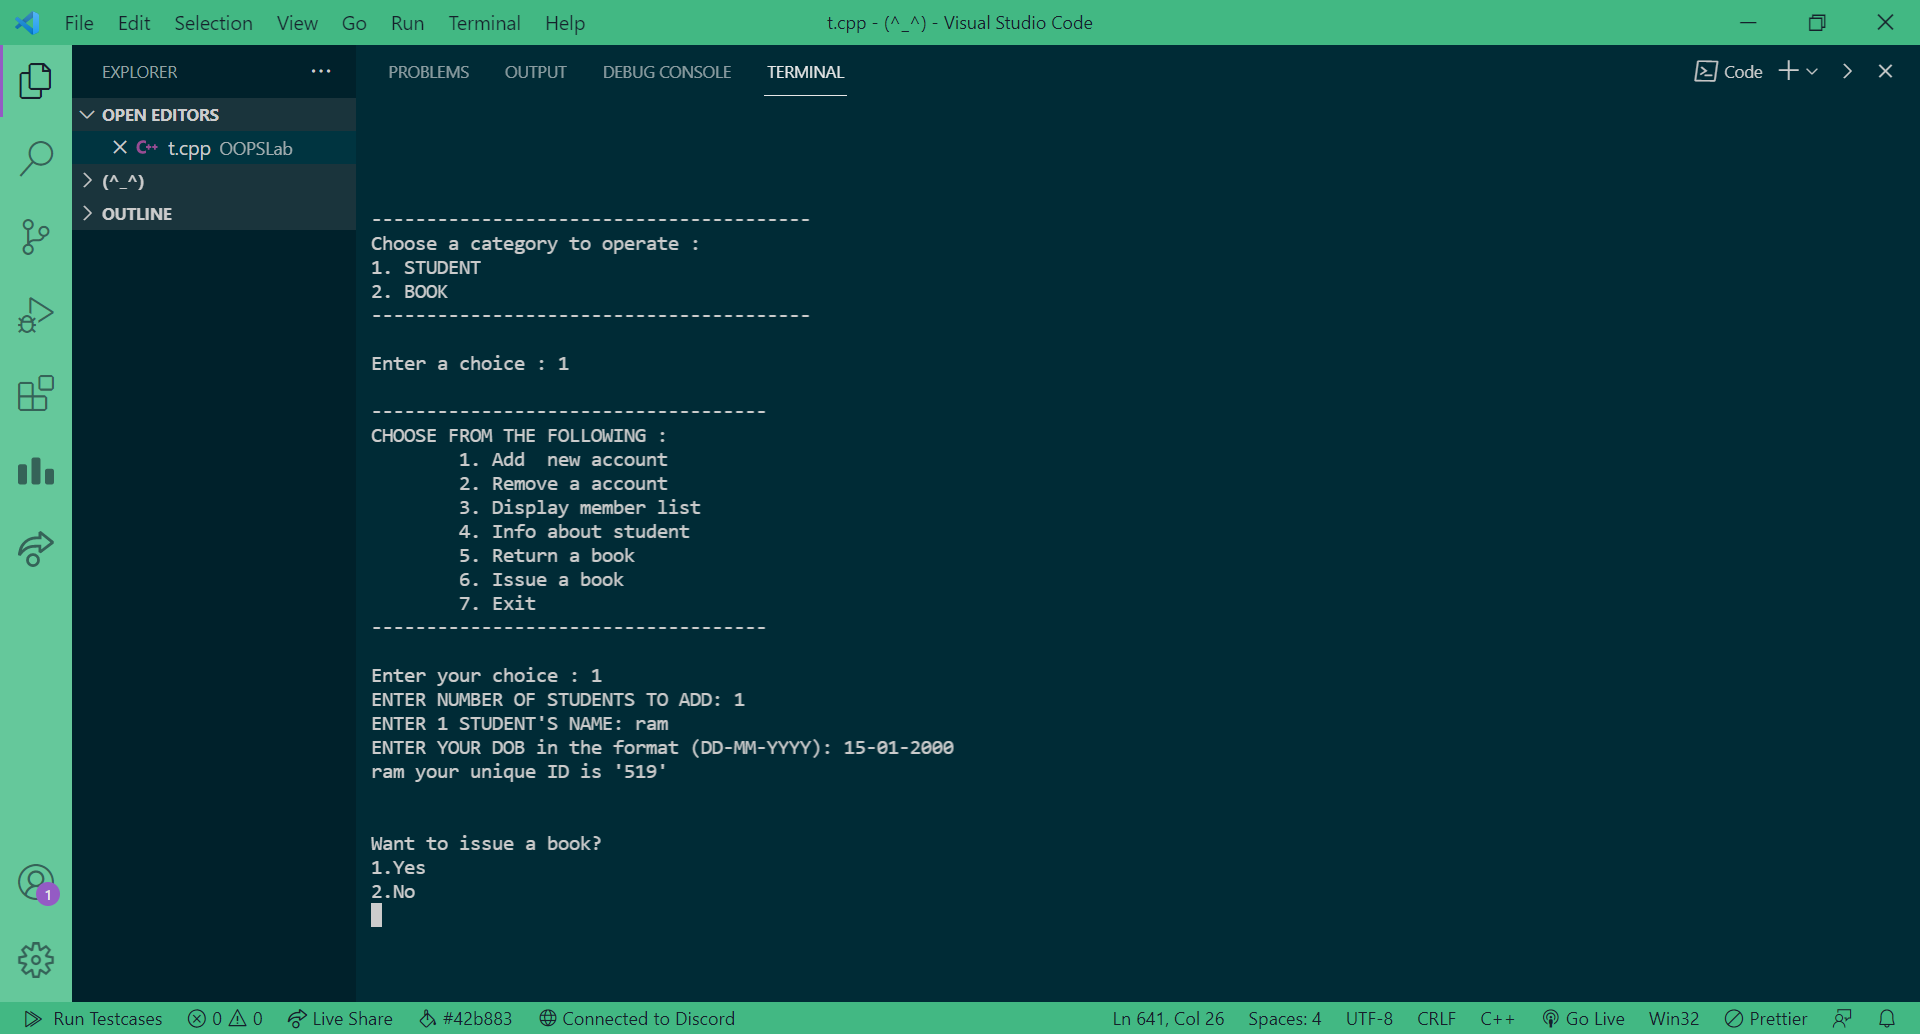 File Edit Selection View Go Run Terminal Help t.cpp - (^_^) - Visual Studio Code
EXPLORER ... PROBLEMS OUTPUT DEBUG CONSOLE TERMINAL Code
OPEN EDITORS
C++ t.cpp OOPSLab
(^_^)
OUTLINE
----------------------------------------
Choose a category to operate :
1. STUDENT
2. BOOK
----------------------------------------
Enter a choice : 1
------------------------------------
CHOOSE FROM THE FOLLOWING :
1. Add  new account
2. Remove a account
3. Display member list
4. Info about student
5. Return a book
6. Issue a book
7. Exit
------------------------------------
Enter your choice : 1
ENTER NUMBER OF STUDENTS TO ADD: 1
ENTER 1 STUDENT'S NAME: ram
ENTER YOUR DOB in the format (DD-MM-YYYY): 15-01-2000
ram your unique ID is '519'
Want to issue a book?
1.Yes
2.No
1
Run Testcases 0 0 Live Share #42b883 Connected to Discord Ln 641, Col 26 Spaces: 4 UTF-8 CRLF C++ Go Live Win32 Prettier